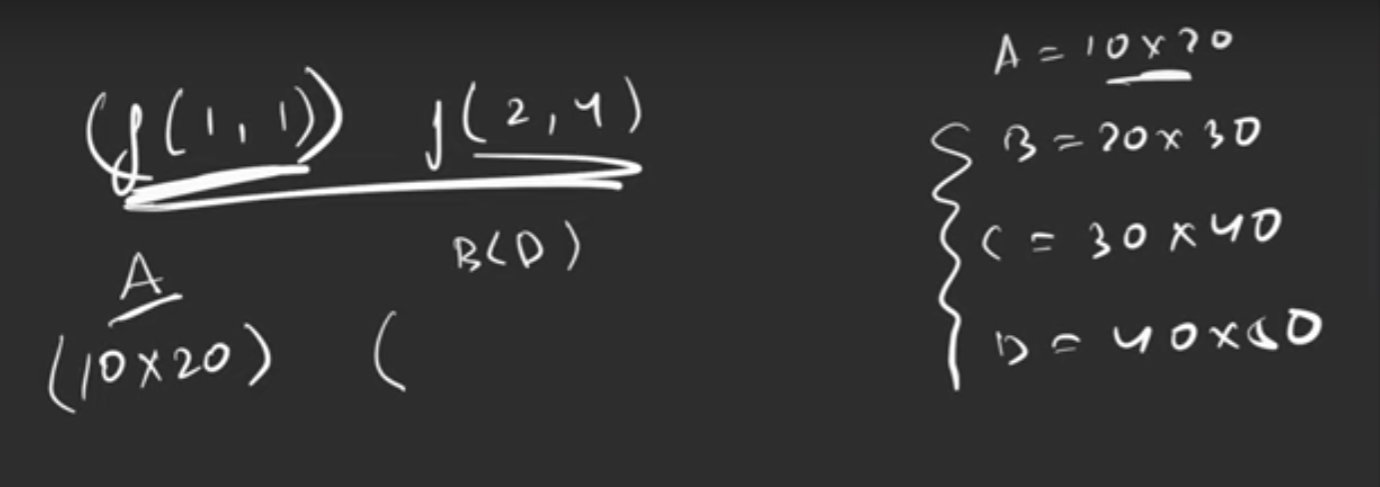 (f(1,1)) f(2,4)
B(D)
A
(10x20) (
A = 10x20
B = 20x30
C = 30x40
D = 40x50